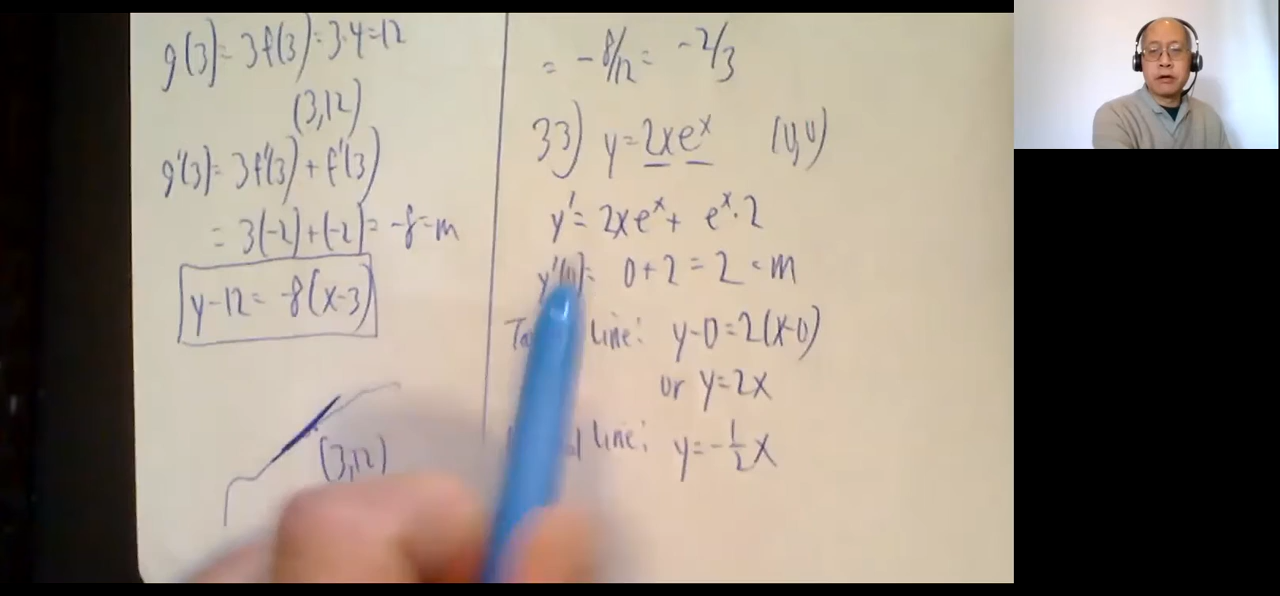 g(3)= 3f(3)=3·4=12
(3,12)
g'(3)= 3f'(3)+f'(3)
= 3(-2)+(-2)= -8=m
y-12= -8(x-3)
(3,12)
= -8/12= -2/3
33) y=2xe^x (0,0)
y'= 2xe^x+ e^x·2
y'(0)= 0+2=2=m
line: y-0=2(x-0)
or y=2x
line: y=-1/2x